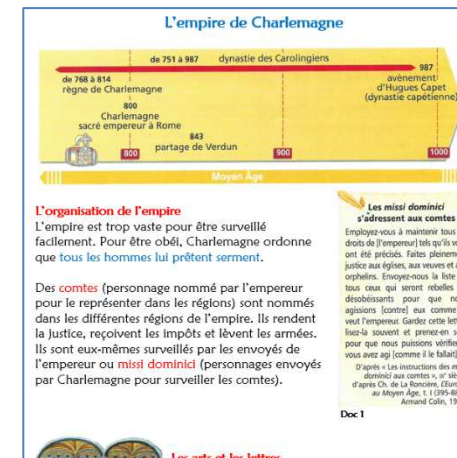 L'empire de Charlemagne
de 751 à 987
dynastie des Carolingiens
de 768 à 814
règne de Charlemagne
987
avènement
d'Hugues Capet
(dynastie capétienne)
800
Charlemagne
sacré empereur à Rome
843
partage de Verdun
800
900
1000
Moyen Âge
L'organisation de l'empire
L'empire est trop vaste pour être surveillé
facilement. Pour être obéi, Charlemagne ordonne
que tous les hommes lui prêtent serment.
Des comtes (personnage nommé par l'empereur
pour le représenter dans les régions) sont nommés
dans les différentes régions de l'empire. Ils rendent
la justice, reçoivent les impôts et lèvent les armées.
Ils sont eux-mêmes surveillés par les envoyés de
l'empereur ou missi dominici (personnages envoyés
par Charlemagne pour surveiller les comtes).
Les missi dominici
s'adressent aux comtes
Employez-vous à maintenir tous
droits de [l'empereur] tels qu'ils
ont été précisés. Faites
justice aux églises, aux veuves et
orphelins. Envoyez-nous la liste
tous ceux qui seront rebelles
désobéissants pour que
agissions [contre] eux comme
veut l'empereur. Gardez cette
lisez-la souvent et prenez-en
pour que nous puissions
vous avez agi [comme il le fallait]
D'après « Les instructions des
dominici aux comtes », IXe
d'après Ch. de La Roncière,
au Moyen Âge, t. I
Armand Colin,
Doc 1
Les arts et les lettres